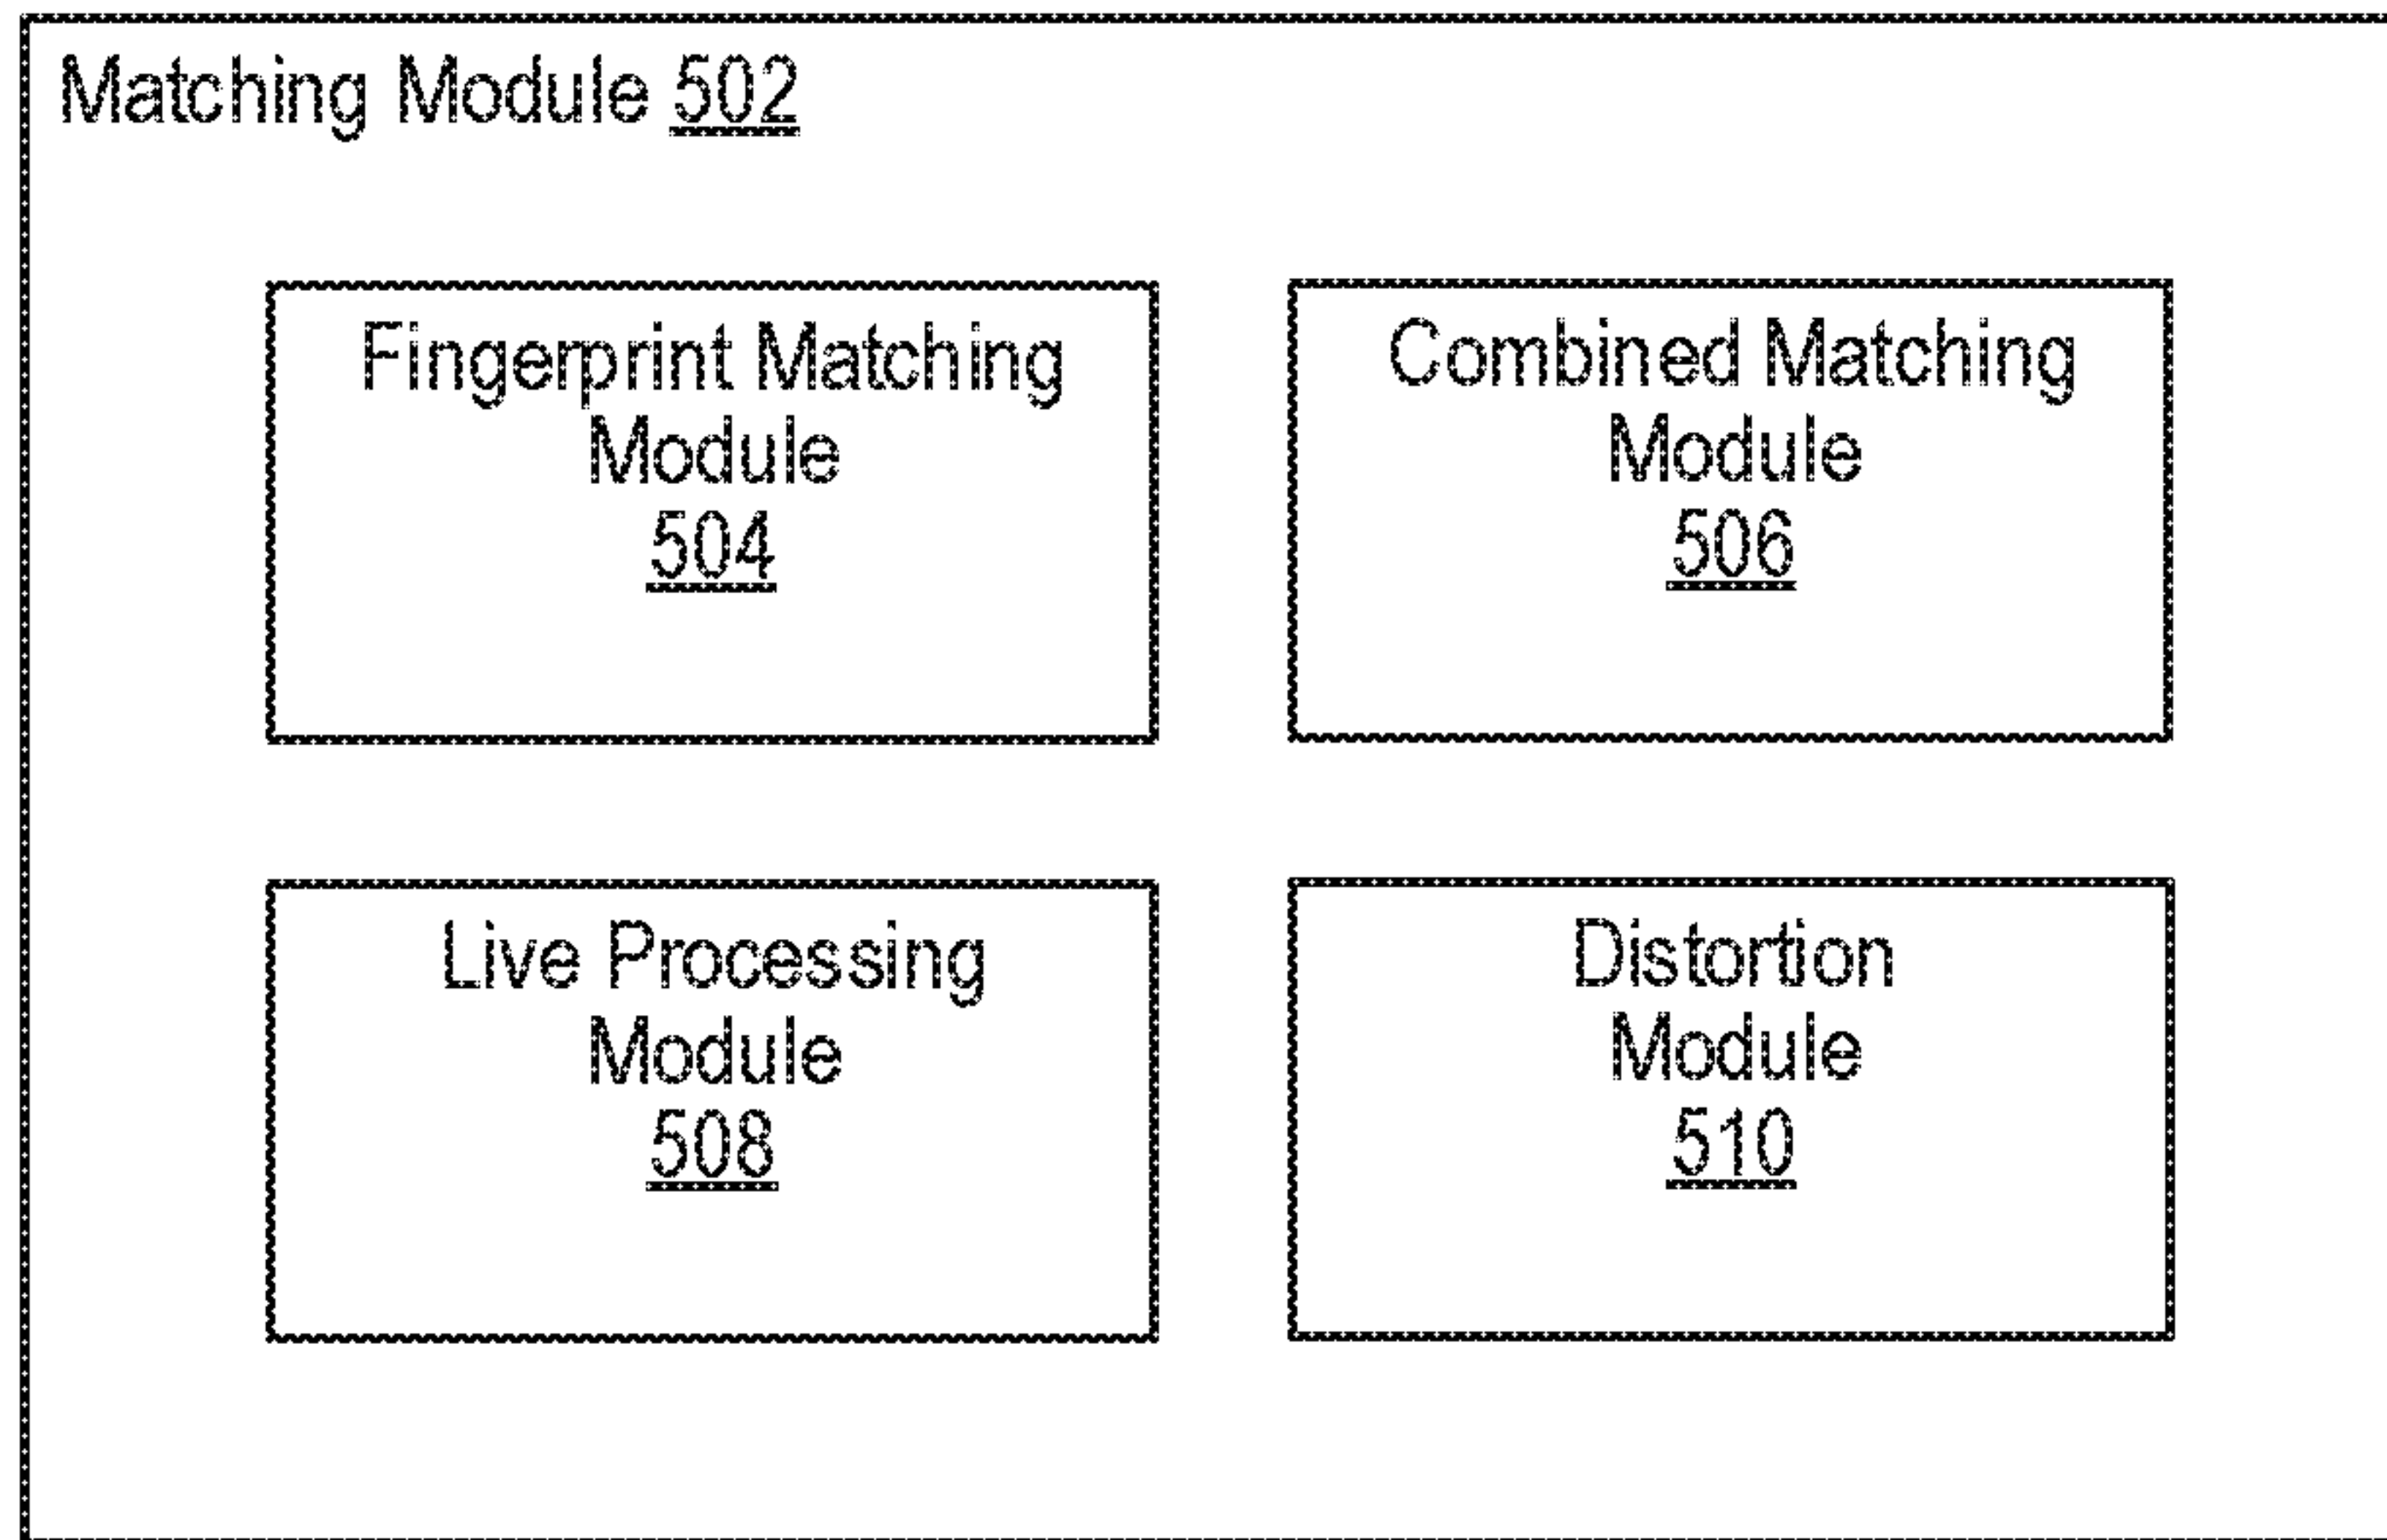 Matching Module 502
Fingerprint Matching
Module
504
Combined Matching
Module
506
Live Processing
Module
508
Distortion
Module
510